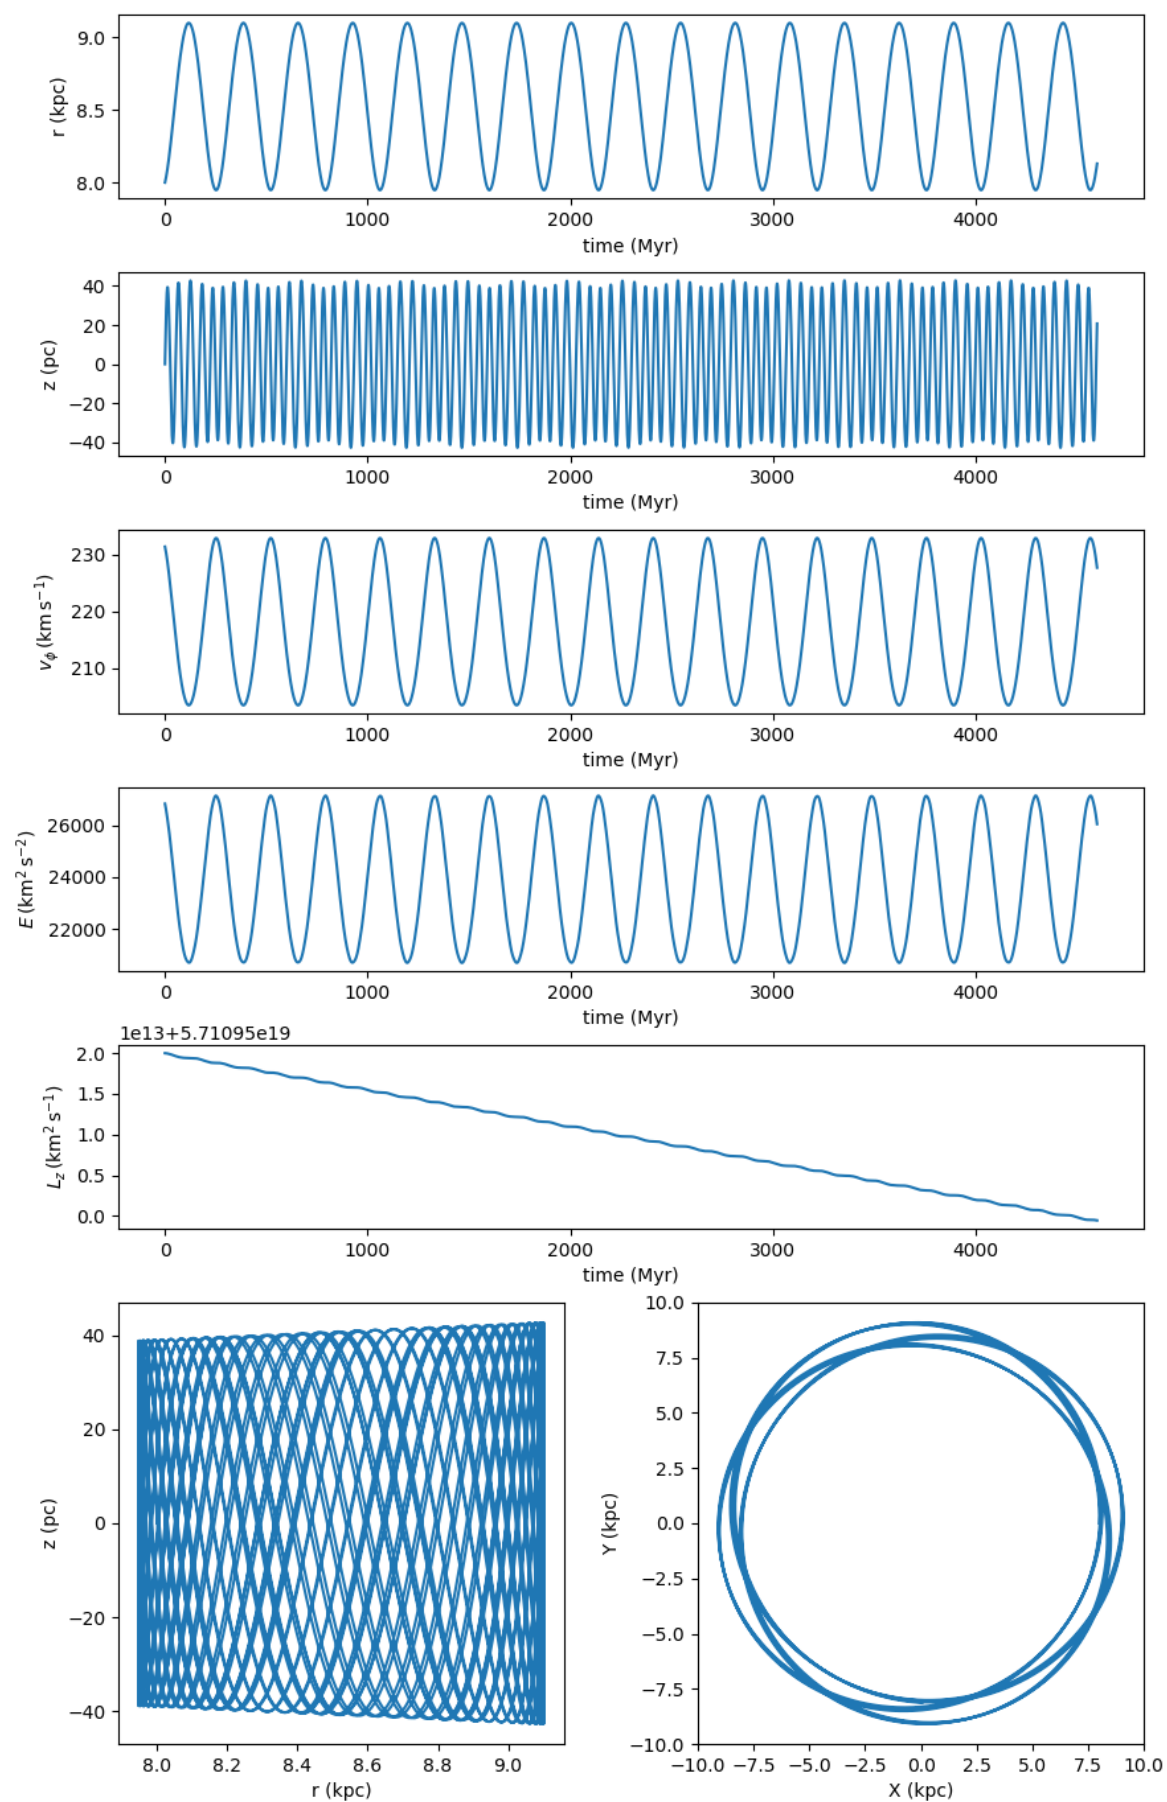 9.0
8.5
8.0
r (kpc)
0 1000 2000 3000 4000
time (Myr)
40
20
0
−20
−40
z (pc)
0 1000 2000 3000 4000
time (Myr)
230
220
210
v_ϕ (km s⁻¹)
0 1000 2000 3000 4000
time (Myr)
26000
24000
22000
E (km² s⁻²)
0 1000 2000 3000 4000
time (Myr)
1e13+5.71095e19
2.0
1.5
1.0
0.5
0.0
L_z (km² s⁻¹)
0 1000 2000 3000 4000
time (Myr)
40
20
0
−20
−40
z (pc)
8.0 8.2 8.4 8.6 8.8 9.0
r (kpc)
10.0
7.5
5.0
2.5
0.0
−2.5
−5.0
−7.5
−10.0
Y (kpc)
−10.0 −7.5 −5.0 −2.5 0.0 2.5 5.0 7.5 10.0
X (kpc)